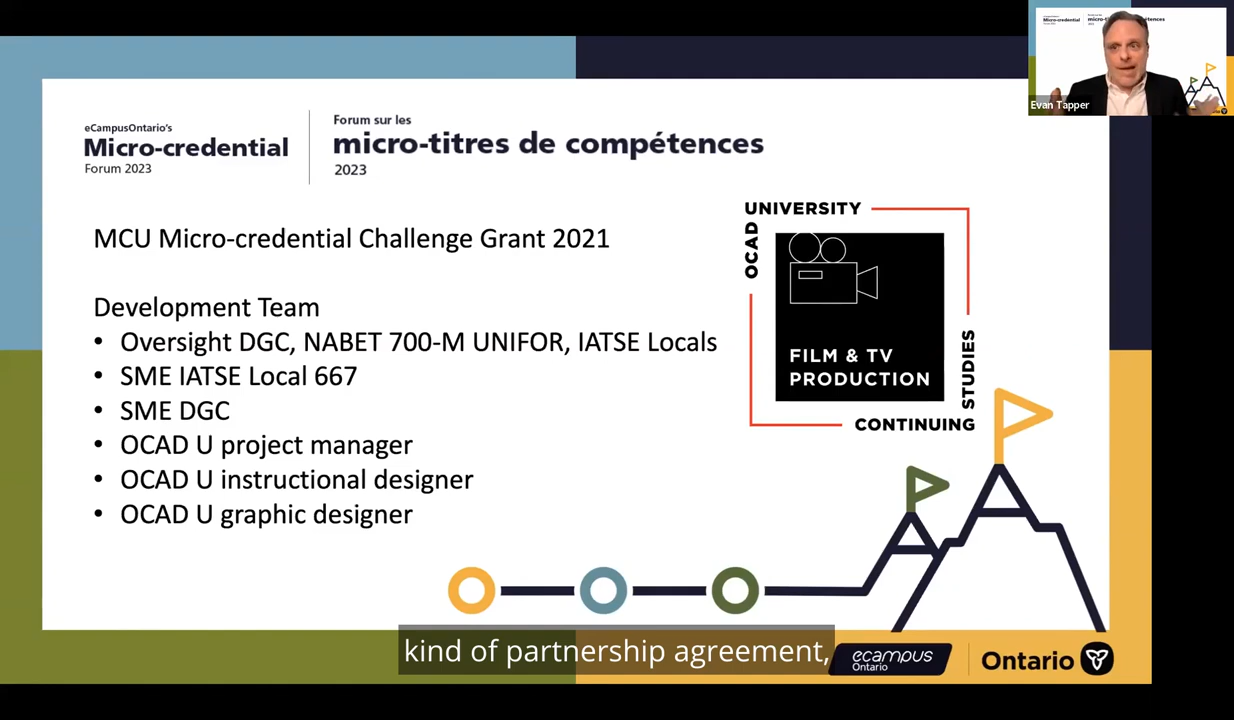 eCampusOntario's
Micro-credential
Forum 2023
Forum sur les
micro-titres de compétences
2023
Evan Tapper
MCU Micro-credential Challenge Grant 2021
Development Team
• Oversight DGC, NABET 700-M UNIFOR, IATSE Locals
• SME IATSE Local 667
• SME DGC
• OCAD U project manager
• OCAD U instructional designer
• OCAD U graphic designer
OCAD
UNIVERSITY
FILM & TV
PRODUCTION
CONTINUING
STUDIES
kind of partnership agreement,
ecampus
Ontario
Ontario